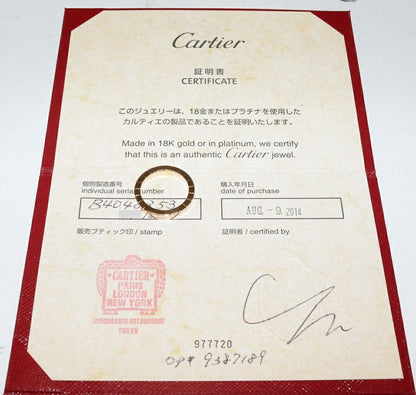 Cartier
証明書
CERTIFICATE
このジュエリーは、18金またはプラチナを使用した
カルティエの製品であることを証明いたします。
Made in 18K gold or in platinum, we certify
that this is an authentic Cartier jewel.
個別製造番号
individual serial number
購入年月日
date of purchase
AUG -9. 2014
販売ブティック印 / stamp
証明者 / certified by
CARTIER
PARIS
LONDON
NEW YORK
NIHOMBASHI MITSUKOSHI
TOKYO
977720
OP# 9387189